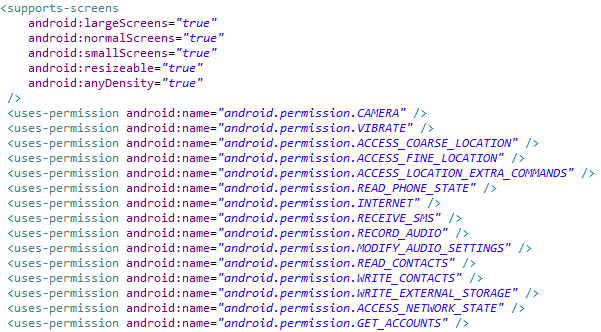 <supports-screens
android:largeScreens="true"
android:normalScreens="true"
android:smallScreens="true"
android:resizeable="true"
android:anyDensity="true"
/>
<uses-permission android:name="android.permission.CAMERA" />
<uses-permission android:name="android.permission.VIBRATE" />
<uses-permission android:name="android.permission.ACCESS_COARSE_LOCATION" />
<uses-permission android:name="android.permission.ACCESS_FINE_LOCATION" />
<uses-permission android:name="android.permission.ACCESS_LOCATION_EXTRA_COMMANDS" />
<uses-permission android:name="android.permission.READ_PHONE_STATE" />
<uses-permission android:name="android.permission.INTERNET" />
<uses-permission android:name="android.permission.RECEIVE_SMS" />
<uses-permission android:name="android.permission.RECORD_AUDIO" />
<uses-permission android:name="android.permission.MODIFY_AUDIO_SETTINGS" />
<uses-permission android:name="android.permission.READ_CONTACTS" />
<uses-permission android:name="android.permission.WRITE_CONTACTS" />
<uses-permission android:name="android.permission.WRITE_EXTERNAL_STORAGE" />
<uses-permission android:name="android.permission.ACCESS_NETWORK_STATE" />
<uses-permission android:name="android.permission.GET_ACCOUNTS" />